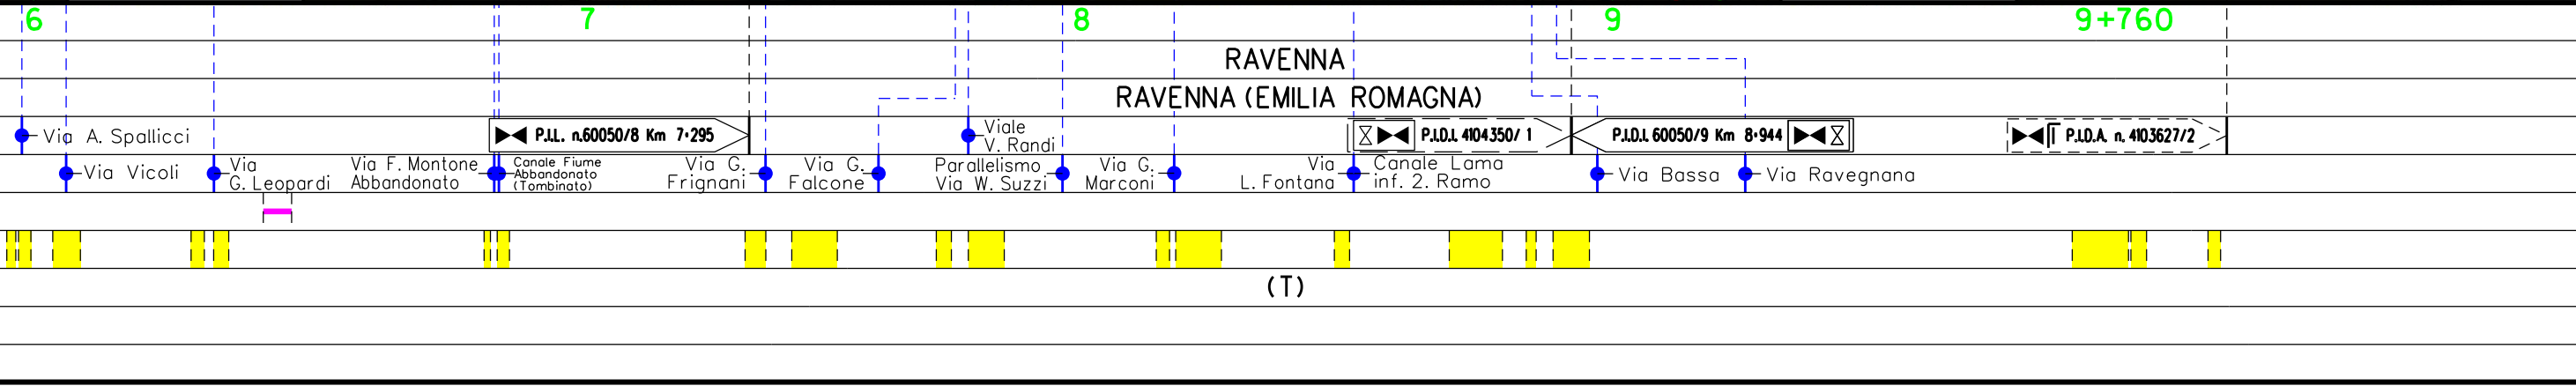 6 7 8 9 9+760
RAVENNA
RAVENNA (EMILIA ROMAGNA)
Via A. Spallicci
P.I.L. n.60050/8 Km 7+295
Viale
V. Randi
P.I.D.I. 4104350/ 1
P.I.D.I. 60050/9 Km 8+944
P.I.D.A. n. 4103627/2
Via Vicoli
Via
G. Leopardi
Via F. Montone
Abbandonato
Canale Fiume
Abbandonato
(Tombinato)
Via G.
Frignani
Via G.
Falcone
Parallelismo
Via W. Suzzi
Via G.
Marconi
Via
L. Fontana
Canale Lama
inf. 2. Ramo
Via Bassa
Via Ravegnana
(T)